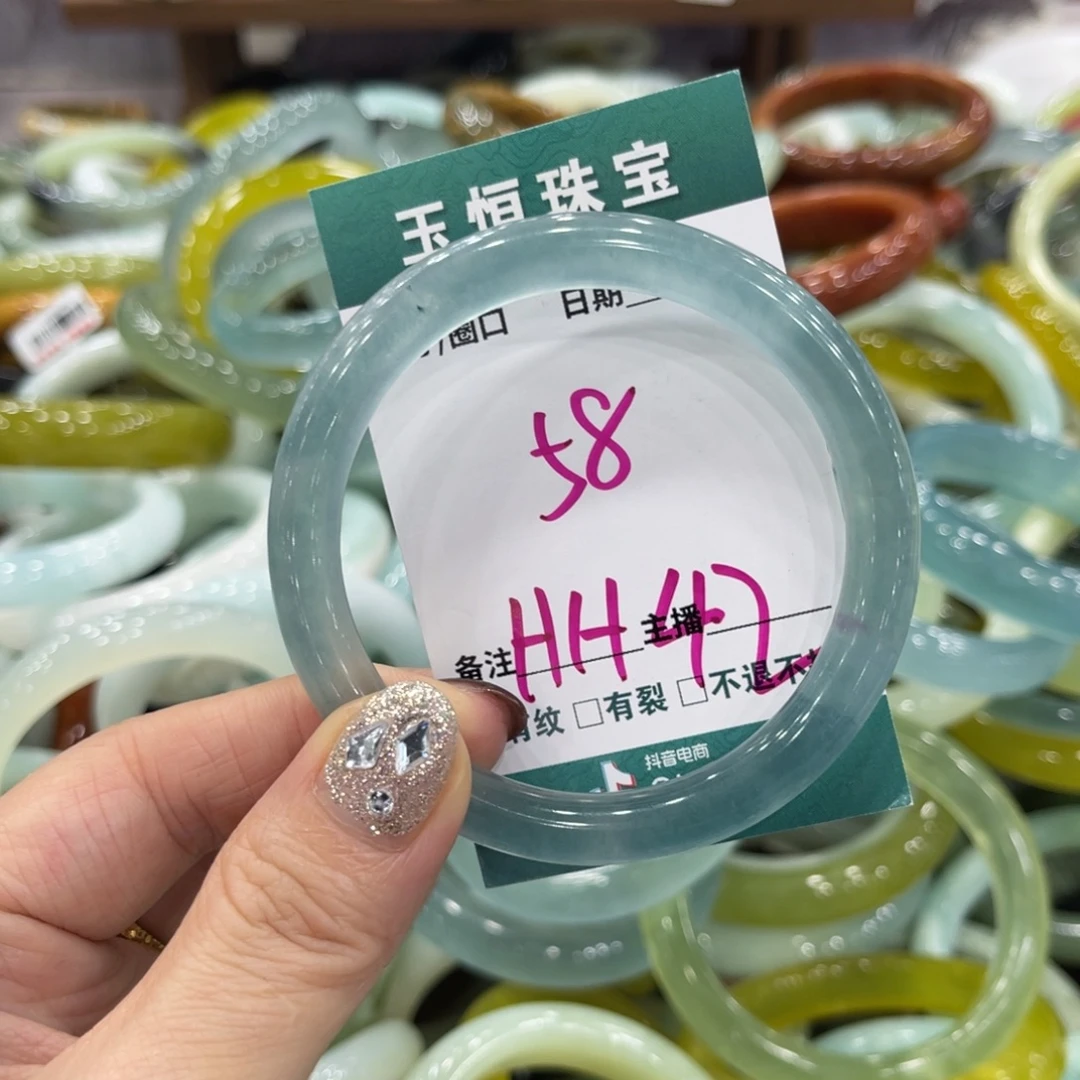 玉恒珠宝
/圈口 日期
58
HH42
备注 主播
纹 □有裂 □不退不
抖音电商